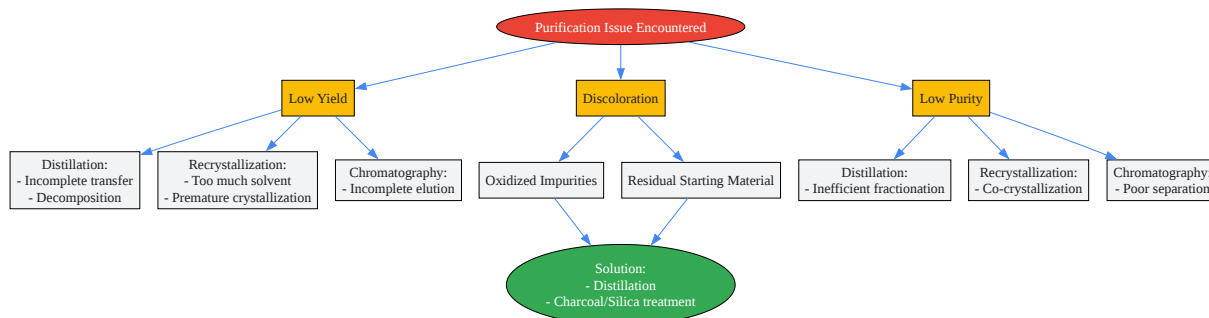 Purification Issue Encountered
Low Yield
Discoloration
Low Purity
Distillation:
- Incomplete transfer
- Decomposition
Recrystallization:
- Too much solvent
- Premature crystallization
Chromatography:
- Incomplete elution
Oxidized Impurities
Residual Starting Material
Distillation:
- Inefficient fractionation
Recrystallization:
- Co-crystallization
Chromatography:
- Poor separation
Solution:
- Distillation
- Charcoal/Silica treatment